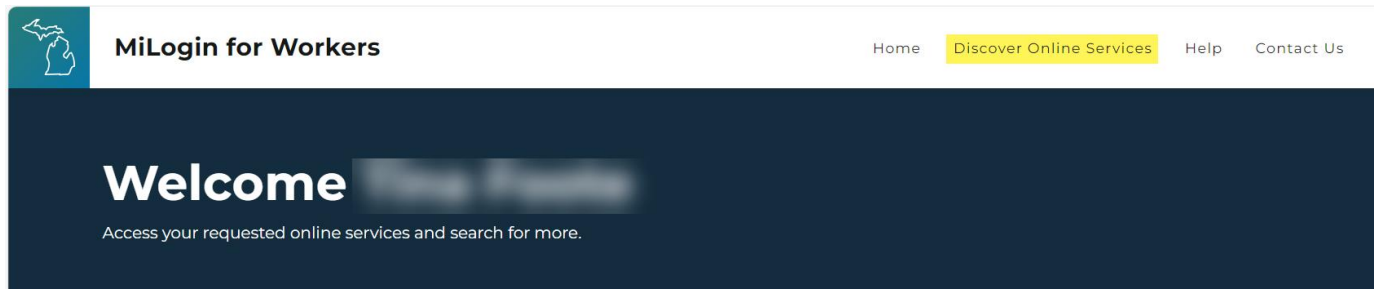 MiLogin for Workers
Home Discover Online Services Help Contact Us
Welcome
Access your requested online services and search for more.